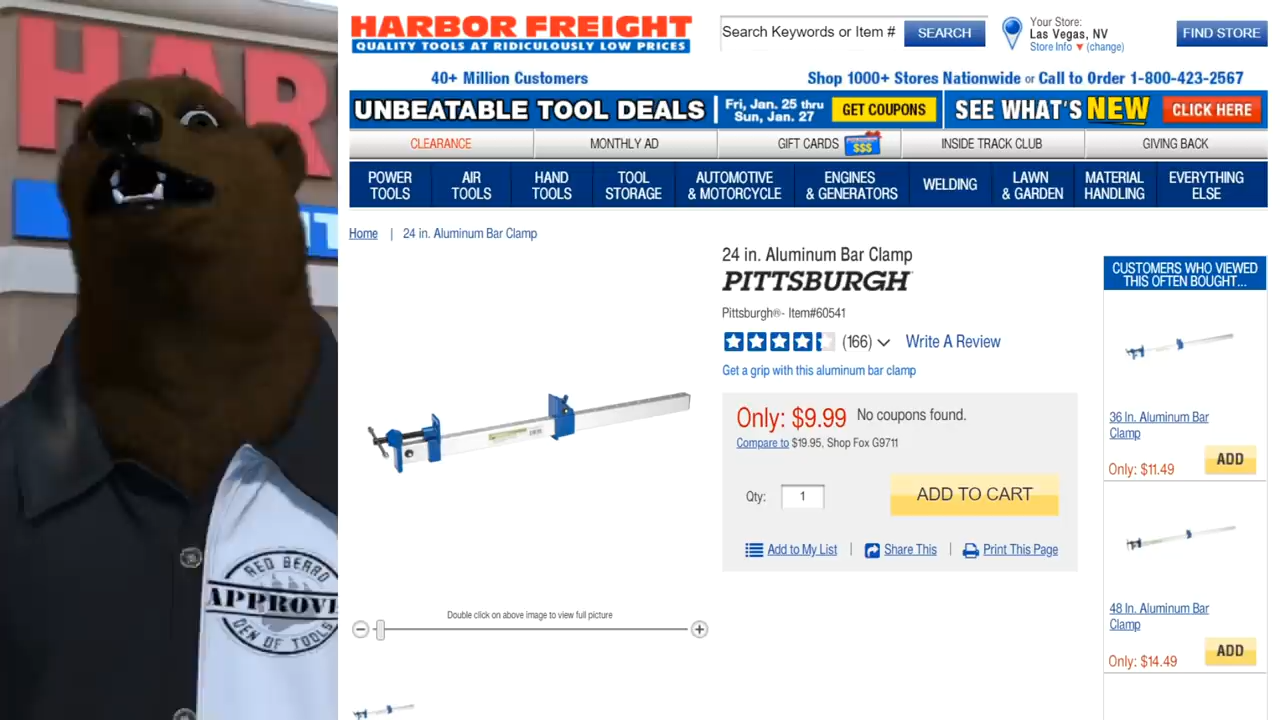 HAR
IT
RED BEARD
APPROVE
DEN OF TOOLS
HARBOR FREIGHT
QUALITY TOOLS AT RIDICULOUSLY LOW PRICES
Search Keywords or Item #
SEARCH
Your Store:
Las Vegas, NV
Store Info ▼ (change)
FIND STORE
40+ Million Customers
Shop 1000+ Stores Nationwide or Call to Order 1-800-423-2567
UNBEATABLE TOOL DEALS
Fri, Jan. 25 thru
Sun, Jan. 27
GET COUPONS
SEE WHAT'S NEW
CLICK HERE
CLEARANCE
MONTHLY AD
GIFT CARDS
$$$
INSIDE TRACK CLUB
GIVING BACK
POWER
TOOLS
AIR
TOOLS
HAND
TOOLS
TOOL
STORAGE
AUTOMOTIVE
& MOTORCYCLE
ENGINES
& GENERATORS
WELDING
LAWN
& GARDEN
MATERIAL
HANDLING
EVERYTHING
ELSE
Home | 24 in. Aluminum Bar Clamp
24 in. Aluminum Bar Clamp
PITTSBURGH
Pittsburgh®- Item#60541
(166)
Write A Review
Get a grip with this aluminum bar clamp
Only: $9.99 No coupons found.
Compare to $19.95, Shop Fox G9711
Qty: 1
ADD TO CART
Add to My List | Share This | Print This Page
Double click on above image to view full picture
CUSTOMERS WHO VIEWED
THIS OFTEN BOUGHT...
36 In. Aluminum Bar
Clamp
Only: $11.49
ADD
48 In. Aluminum Bar
Clamp
Only: $14.49
ADD